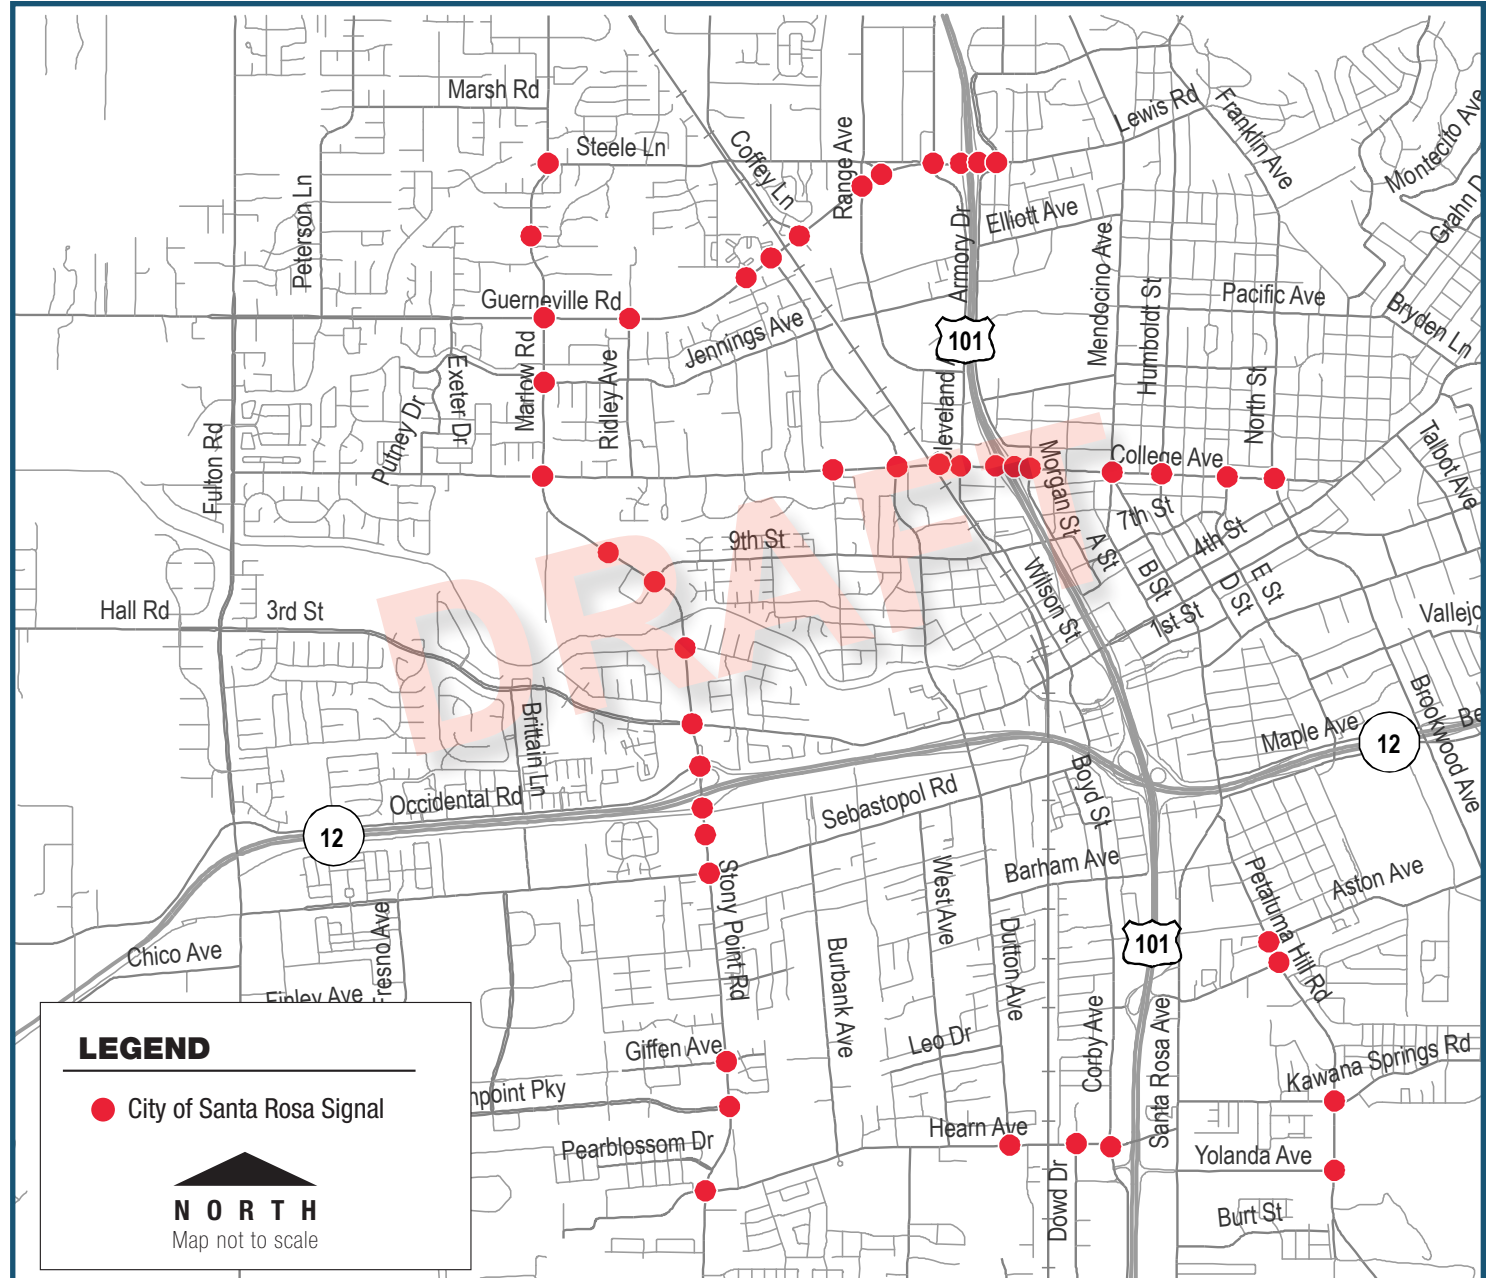 Marsh Rd
Steele Ln
Coffey Ln
Range Ave
Lewis Rd
Franklin Ave
Montecito Ave
Peterson Ln
Armory Dr
Elliott Ave
Mendocino Ave
Humboldt St
Pacific Ave
Bryden Ln
Guerneville Rd
Jennings Ave
101
Marlow Rd
Ridley Ave
Exeter Dr
Putney Dr
Fulton Rd
North St
Talbot Ave
College Ave
Morgan St
7th St
4th St
9th St
A St
B St
D St
E St
1st St
Wilson St
DRAFT
Hall Rd
3rd St
Brittain Ln
Occidental Rd
12
Sebastopol Rd
Boyd St
Maple Ave
12
Brookwood Ave
Barham Ave
West Ave
Dutton Ave
Stony Point Rd
Burbank Ave
Petaluma Hill Rd
Aston Ave
101
Chico Ave
Finley Ave
Leo Dr
Corby Ave
Santa Rosa Ave
Giffen Ave
Kawana Springs Rd
Hearn Ave
Pearblossom Dr
Yolanda Ave
Dowd Dr
Burt St
LEGEND
City of Santa Rosa Signal
NORTH
Map not to scale